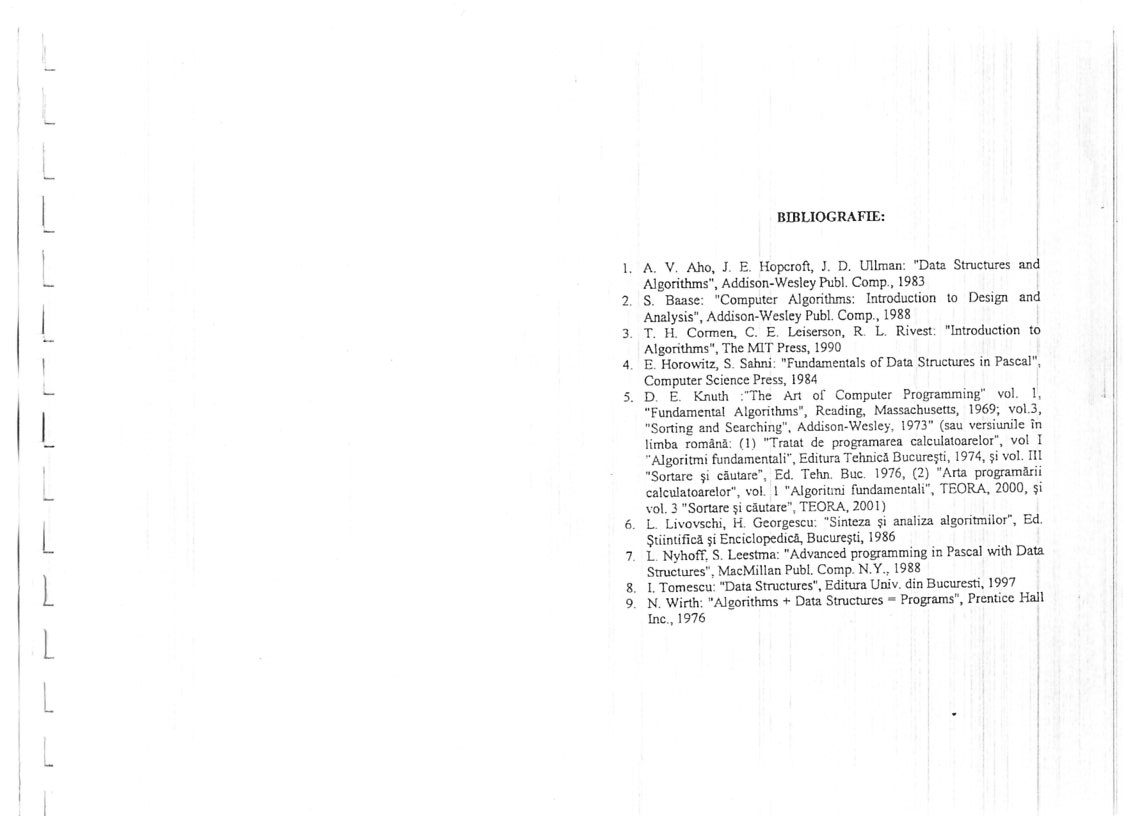 BIBLIOGRAFIE:
1. A. V. Aho, J. E. Hopcroft, J. D. Ullman: "Data Structures and
Algorithms", Addison-Wesley Publ. Comp., 1983
2. S. Baase: "Computer Algorithms: Introduction to Design and
Analysis", Addison-Wesley Publ. Comp., 1988
3. T. H. Cormen, C. E. Leiserson, R. L. Rivest: "Introduction to
Algorithms", The MIT Press, 1990
4. E. Horowitz, S. Sahni: "Fundamentals of Data Structures in Pascal",
Computer Science Press, 1984
5. D. E. Knuth :"The Art of Computer Programming" vol. 1,
"Fundamental Algorithms", Reading, Massachusetts, 1969; vol.3,
"Sorting and Searching", Addison-Wesley, 1973" (sau versiunile în
limba română: (1) "Tratat de programarea calculatoarelor", vol I
"Algoritmi fundamentali", Editura Tehnică Bucureşti, 1974, şi vol. III
"Sortare şi căutare", Ed. Tehn. Buc. 1976, (2) "Arta programării
calculatoarelor", vol. 1 "Algoritmi fundamentali", TEORA, 2000, şi
vol. 3 "Sortare şi căutare", TEORA, 2001)
6. L. Livovschi, H. Georgescu: "Sinteza şi analiza algoritmilor", Ed.
Ştiintifică şi Enciclopedică, Bucureşti, 1986
7. L. Nyhoff, S. Leestma: "Advanced programming in Pascal with Data
Structures", MacMillan Publ. Comp. N.Y., 1988
8. I. Tomescu: "Data Structures", Editura Univ. din Bucuresti, 1997
9. N. Wirth: "Algorithms + Data Structures = Programs", Prentice Hall
Inc., 1976